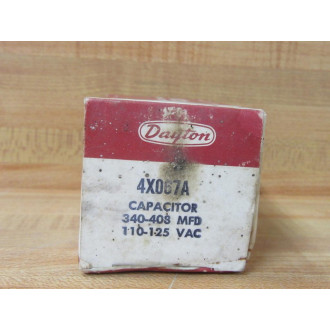 Dayton
4X067A
CAPACITOR
340-408 MFD
110-125 VAC